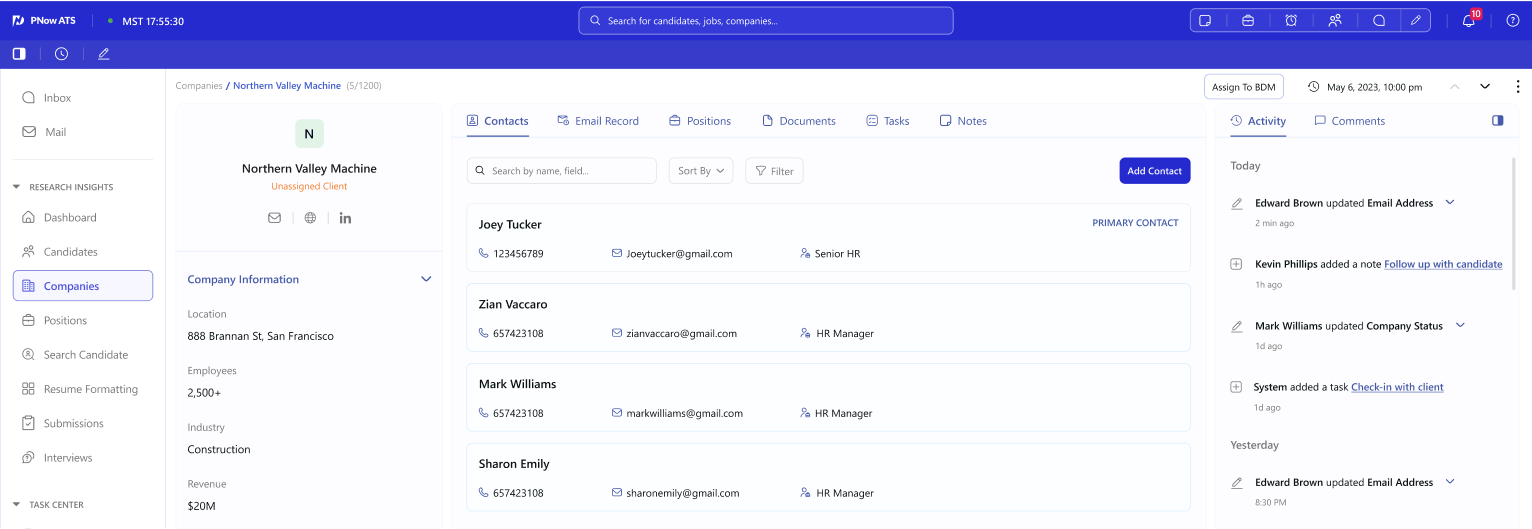 PNow ATS
MST 17:55:30
Search for candidates, jobs, companies...
10
Inbox
Mail
RESEARCH INSIGHTS
Dashboard
Candidates
Companies
Positions
Search Candidate
Resume Formatting
Submissions
Interviews
TASK CENTER
Companies / Northern Valley Machine (5/1200)
Assign To BDM
May 6, 2023, 10:00 pm
N
Northern Valley Machine
Unassigned Client
in
Company Information
Location
888 Brannan St, San Francisco
Employees
2,500+
Industry
Construction
Revenue
$20M
Contacts
Email Record
Positions
Documents
Tasks
Notes
Search by name, field...
Sort By
Filter
Add Contact
Joey Tucker
PRIMARY CONTACT
123456789
Joeytucker@gmail.com
Senior HR
Zian Vaccaro
657423108
zianvaccaro@gmail.com
HR Manager
Mark Williams
657423108
markwilliams@gmail.com
HR Manager
Sharon Emily
657423108
sharonemily@gmail.com
HR Manager
Activity
Comments
Today
Edward Brown updated Email Address
2 min ago
Kevin Phillips added a note Follow up with candidate
1h ago
Mark Williams updated Company Status
1d ago
System added a task Check-in with client
1d ago
Yesterday
Edward Brown updated Email Address
8:30 PM